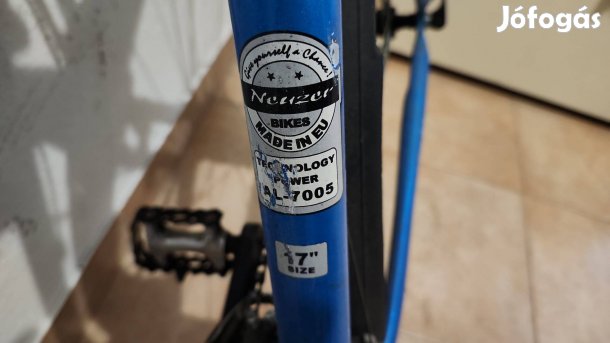 Jófogás
Give yourself a Chance!
Neuzer
BIKES
MADE IN EU
TECHNOLOGY
POWER
AL-7005
17"
SIZE